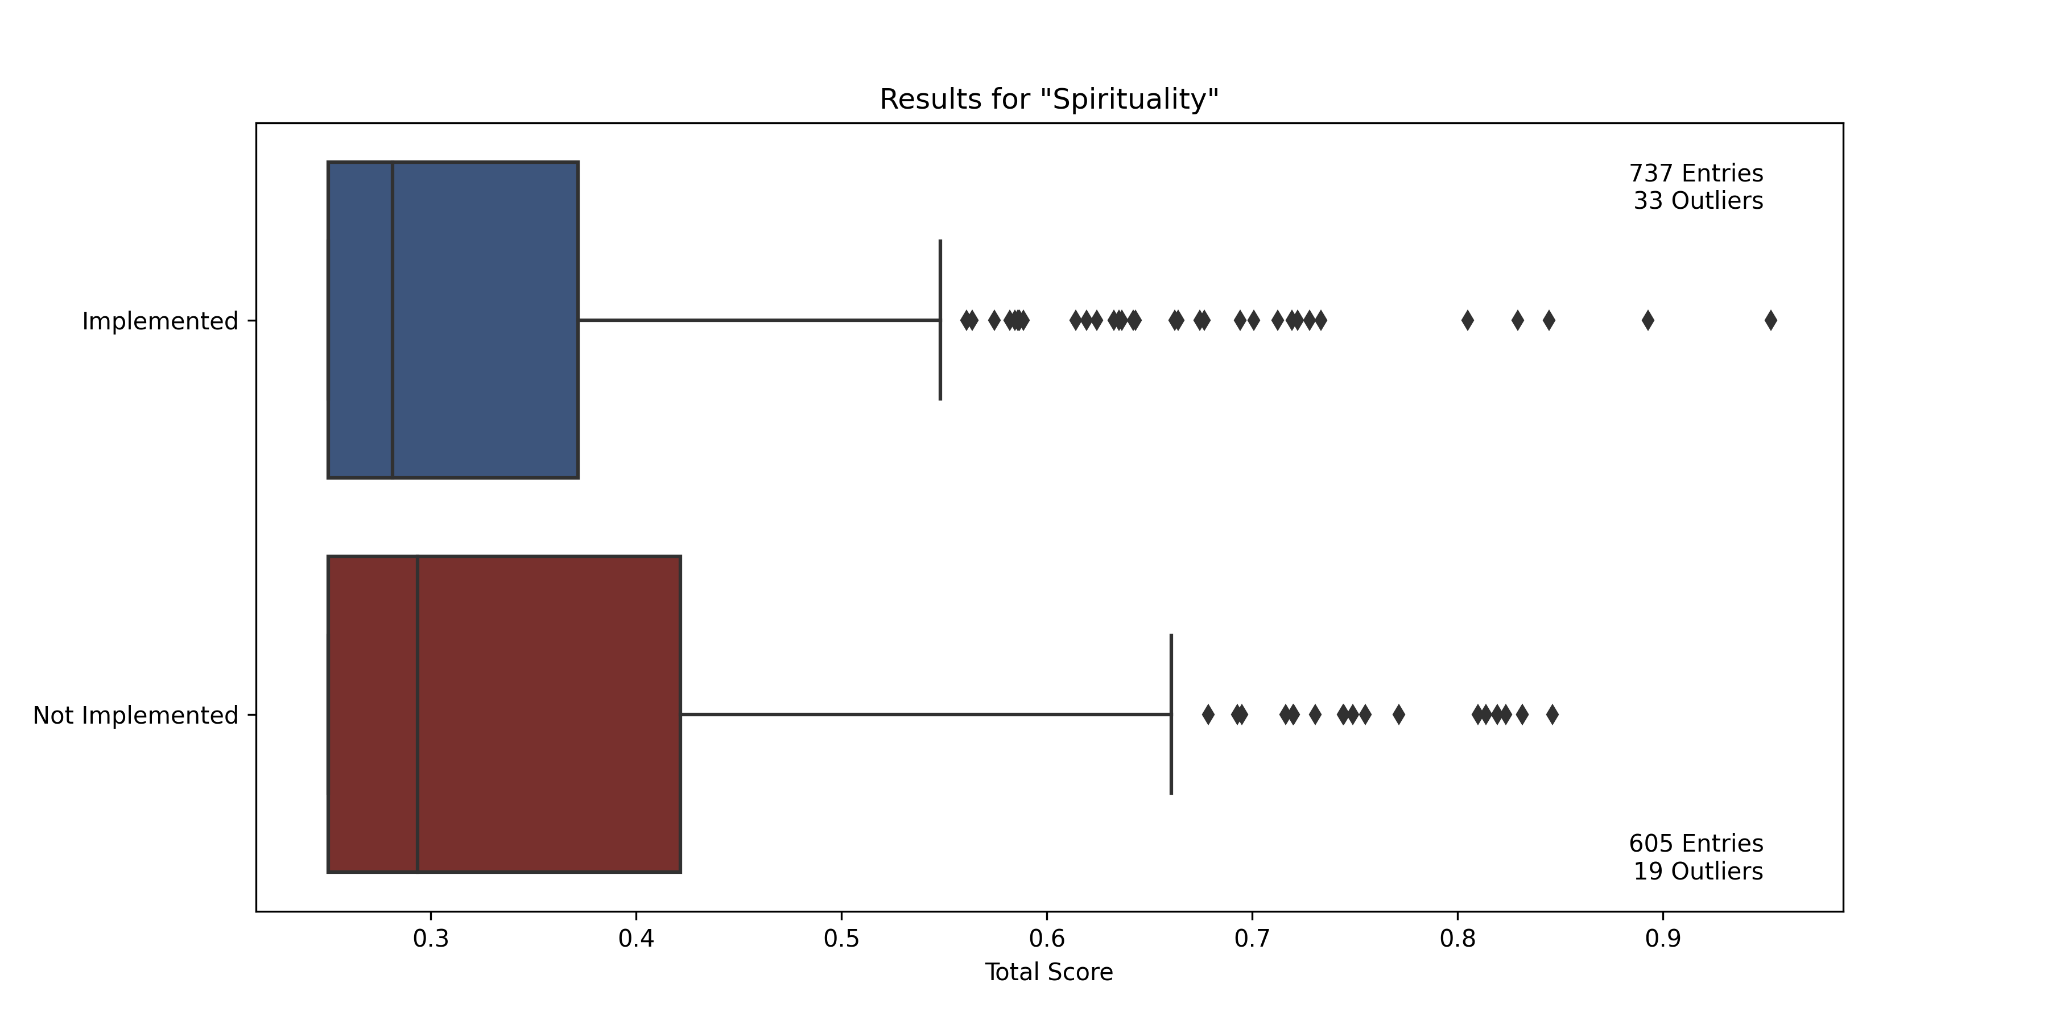 Results for "Spirituality"
737 Entries
33 Outliers
Implemented
Not Implemented
605 Entries
19 Outliers
0.3 0.4 0.5 0.6 0.7 0.8 0.9
Total Score